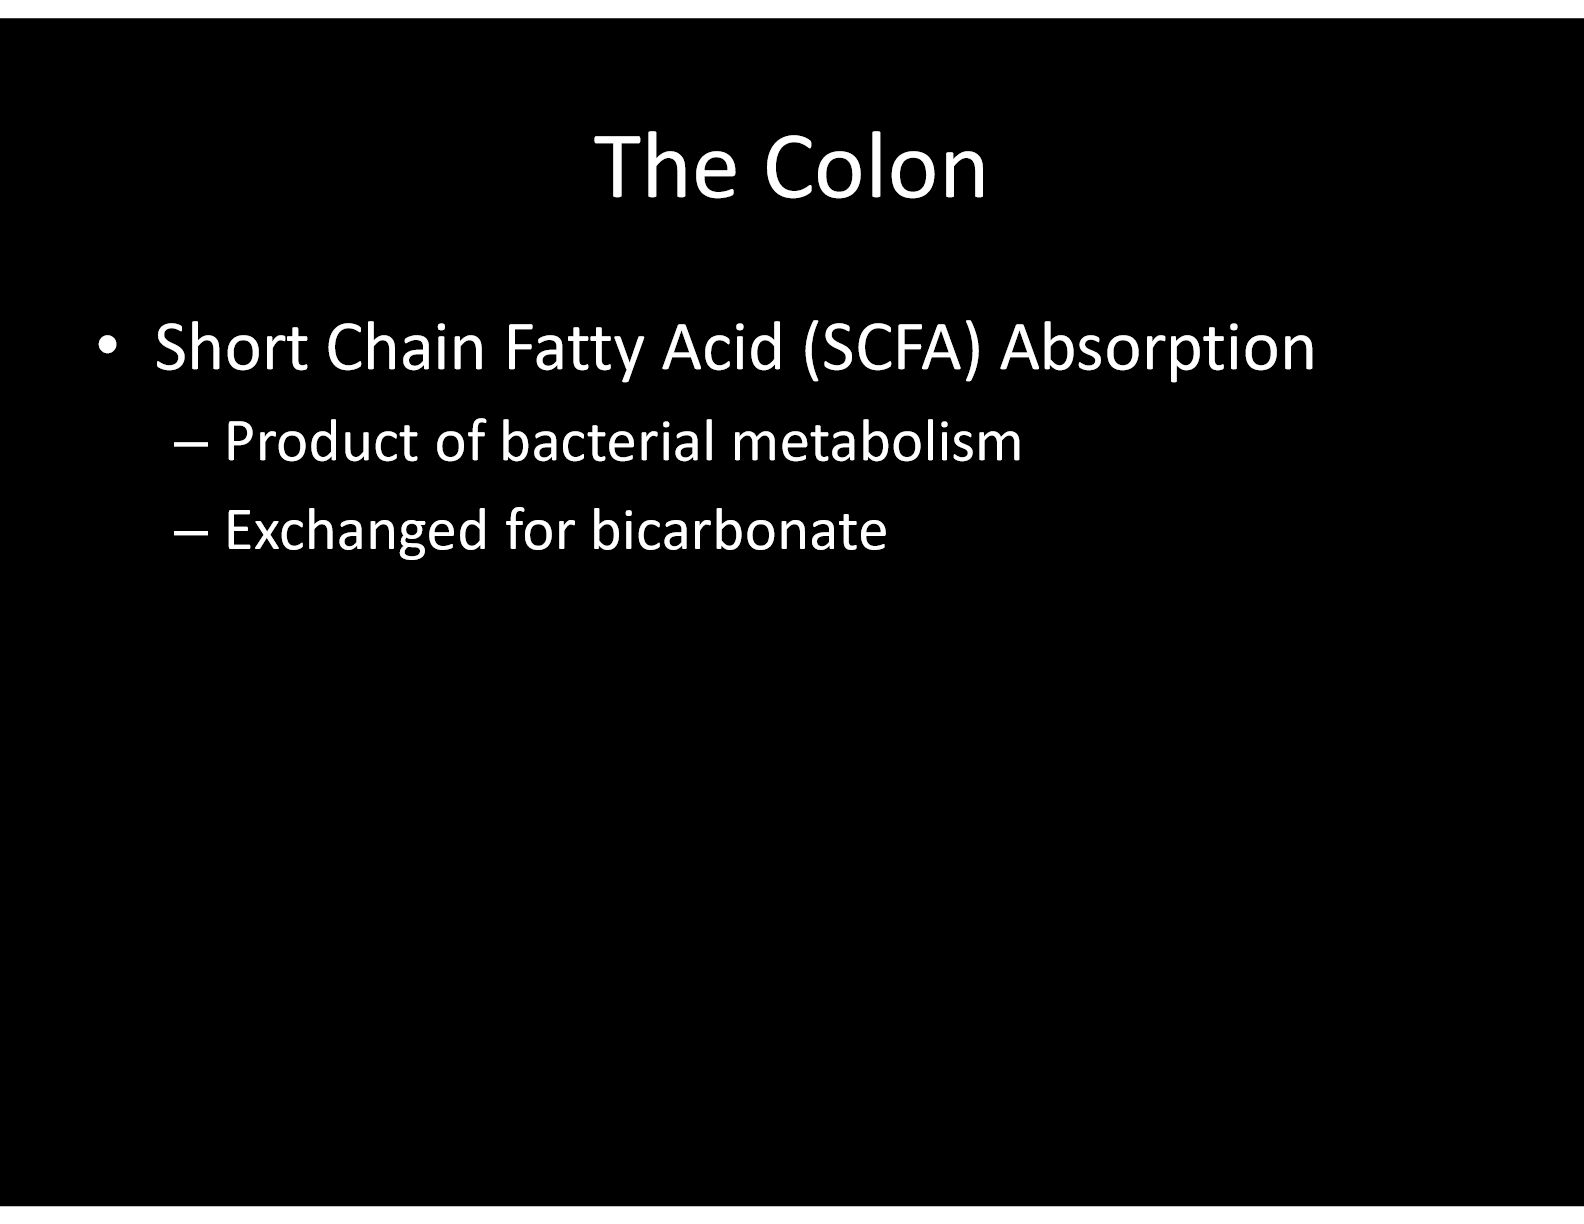 The Colon
• Short Chain Fatty Acid (SCFA) Absorption
– Product of bacterial metabolism
– Exchanged for bicarbonate